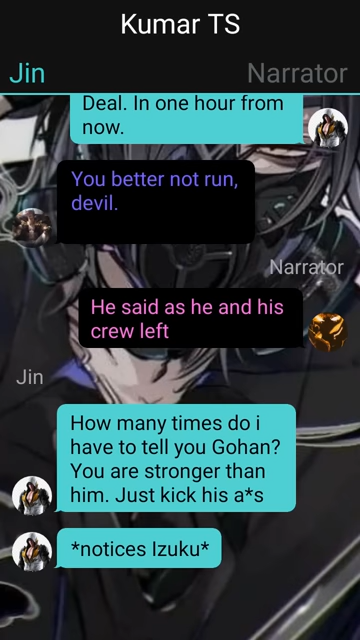 Kumar TS
Jin
Narrator
Deal. In one hour from
now.
You better not run,
devil.
Narrator
He said as he and his
crew left
Jin
How many times do i
have to tell you Gohan?
You are stronger than
him. Just kick his a*s
*notices Izuku*